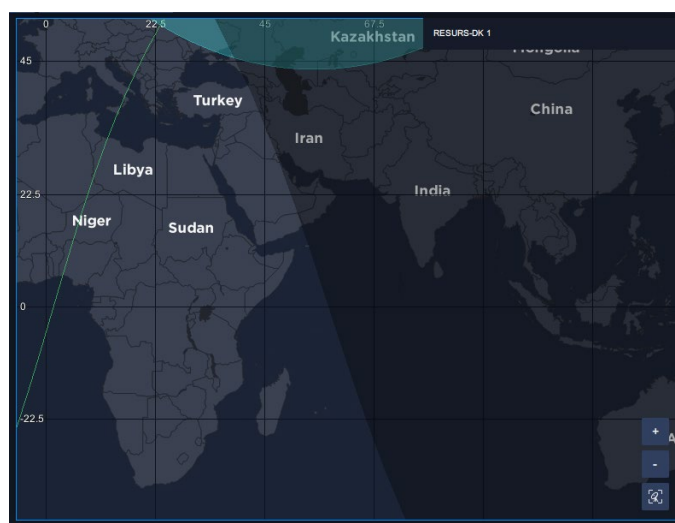 0 22.5 45 67.5
Kazakhstan RESURS-DK 1
Mongolia
45
Turkey China
Iran
Libya
22.5 India
Niger Sudan
0
-22.5
+
A
-